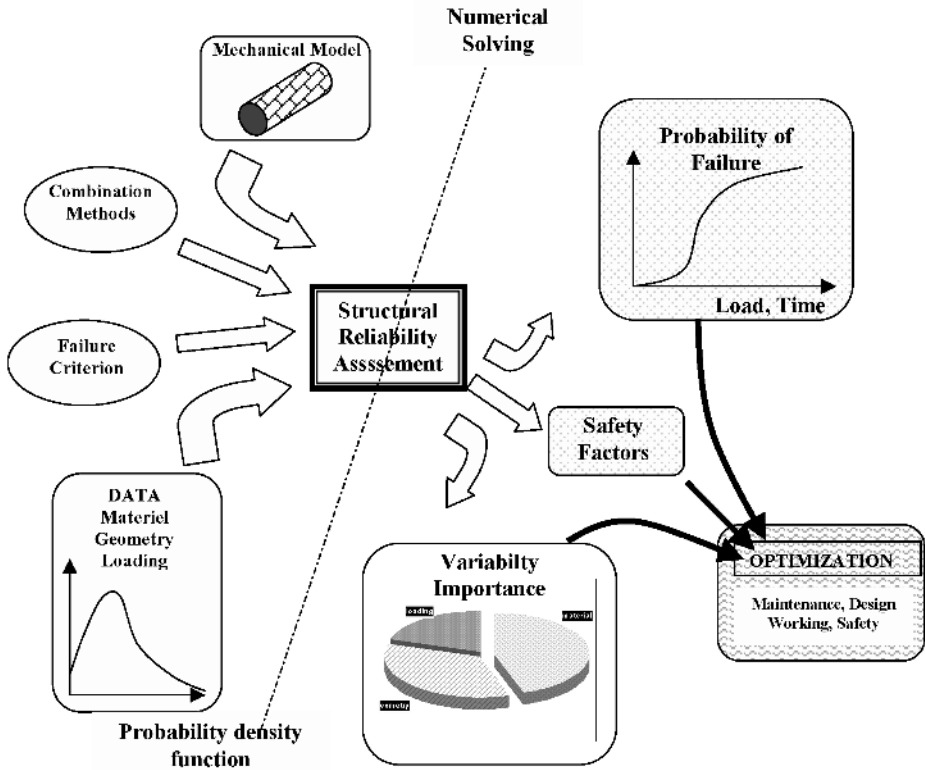 Numerical
Solving
Mechanical Model
Combination
Methods
Failure
Criterion
DATA
Materiel
Geometry
Loading
Probability density
function
Structural
Reliability
Asssssement
Probability of
Failure
Load, Time
Safety
Factors
Variabilty
Importance
loading
material
eometry
OPTIMIZATION
Maintenance, Design
Working, Safety